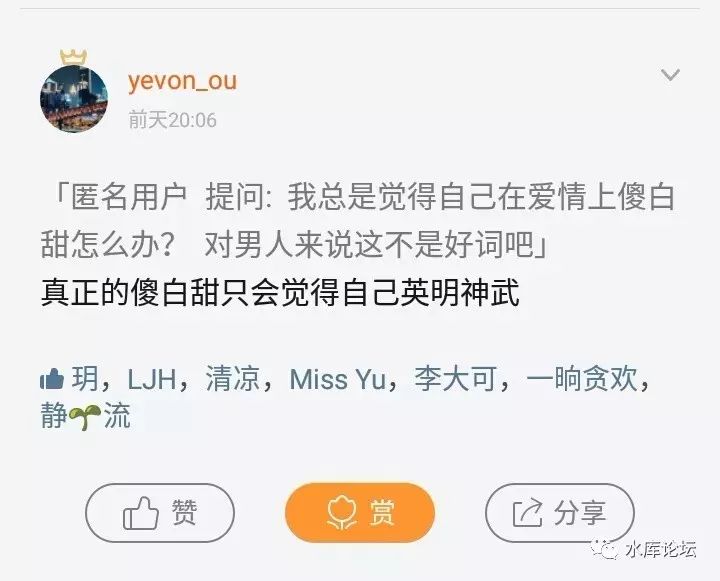 yevon_ou
前天20:06
「匿名用户 提问: 我总是觉得自己在爱情上傻白
甜怎么办？ 对男人来说这不是好词吧」
真正的傻白甜只会觉得自己英明神武
玥，LJH，清凉，Miss Yu，李大可，一晌贪欢，
静🌱流
赞
赏
分享
水库论坛